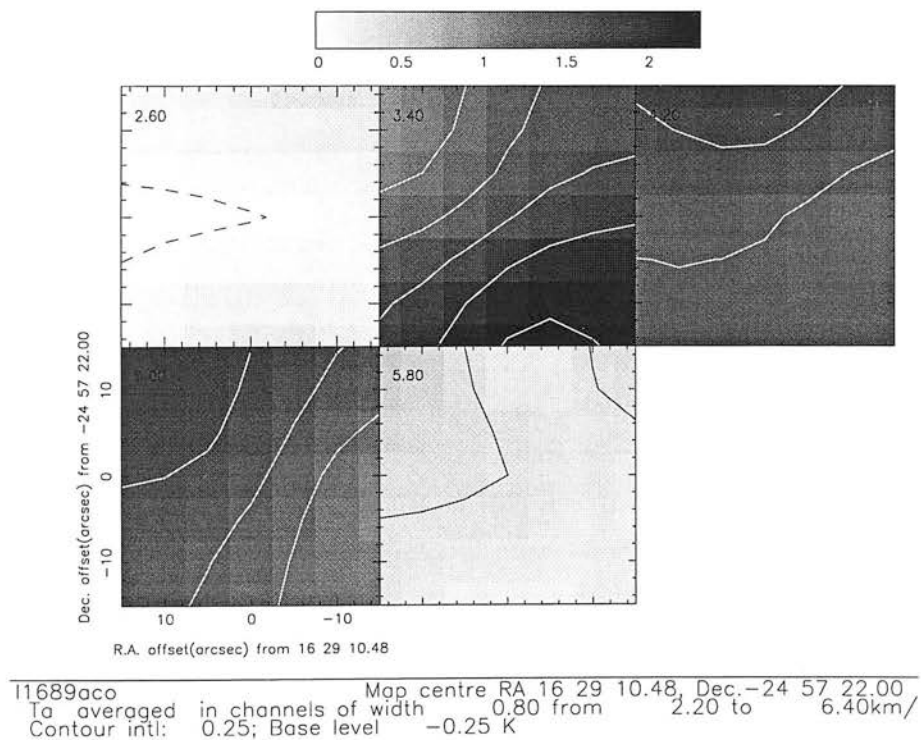 0 0.5 1 1.5 2
2.60
3.40
5.80
Dec. offset(arcsec) from −24 57 22.00
10
0
−10
10 0 −10
R.A. offset(arcsec) from 16 29 10.48
I1689aco Map centre RA 16 29 10.48, Dec.−24 57 22.00
Ta averaged in channels of width 0.80 from 2.20 to 6.40km/
Contour intl: 0.25; Base level −0.25 K